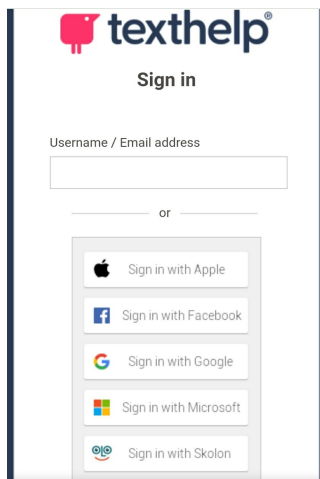 texthelp®
Sign in
Username / Email address
or
Sign in with Apple
Sign in with Facebook
Sign in with Google
Sign in with Microsoft
Sign in with Skolon